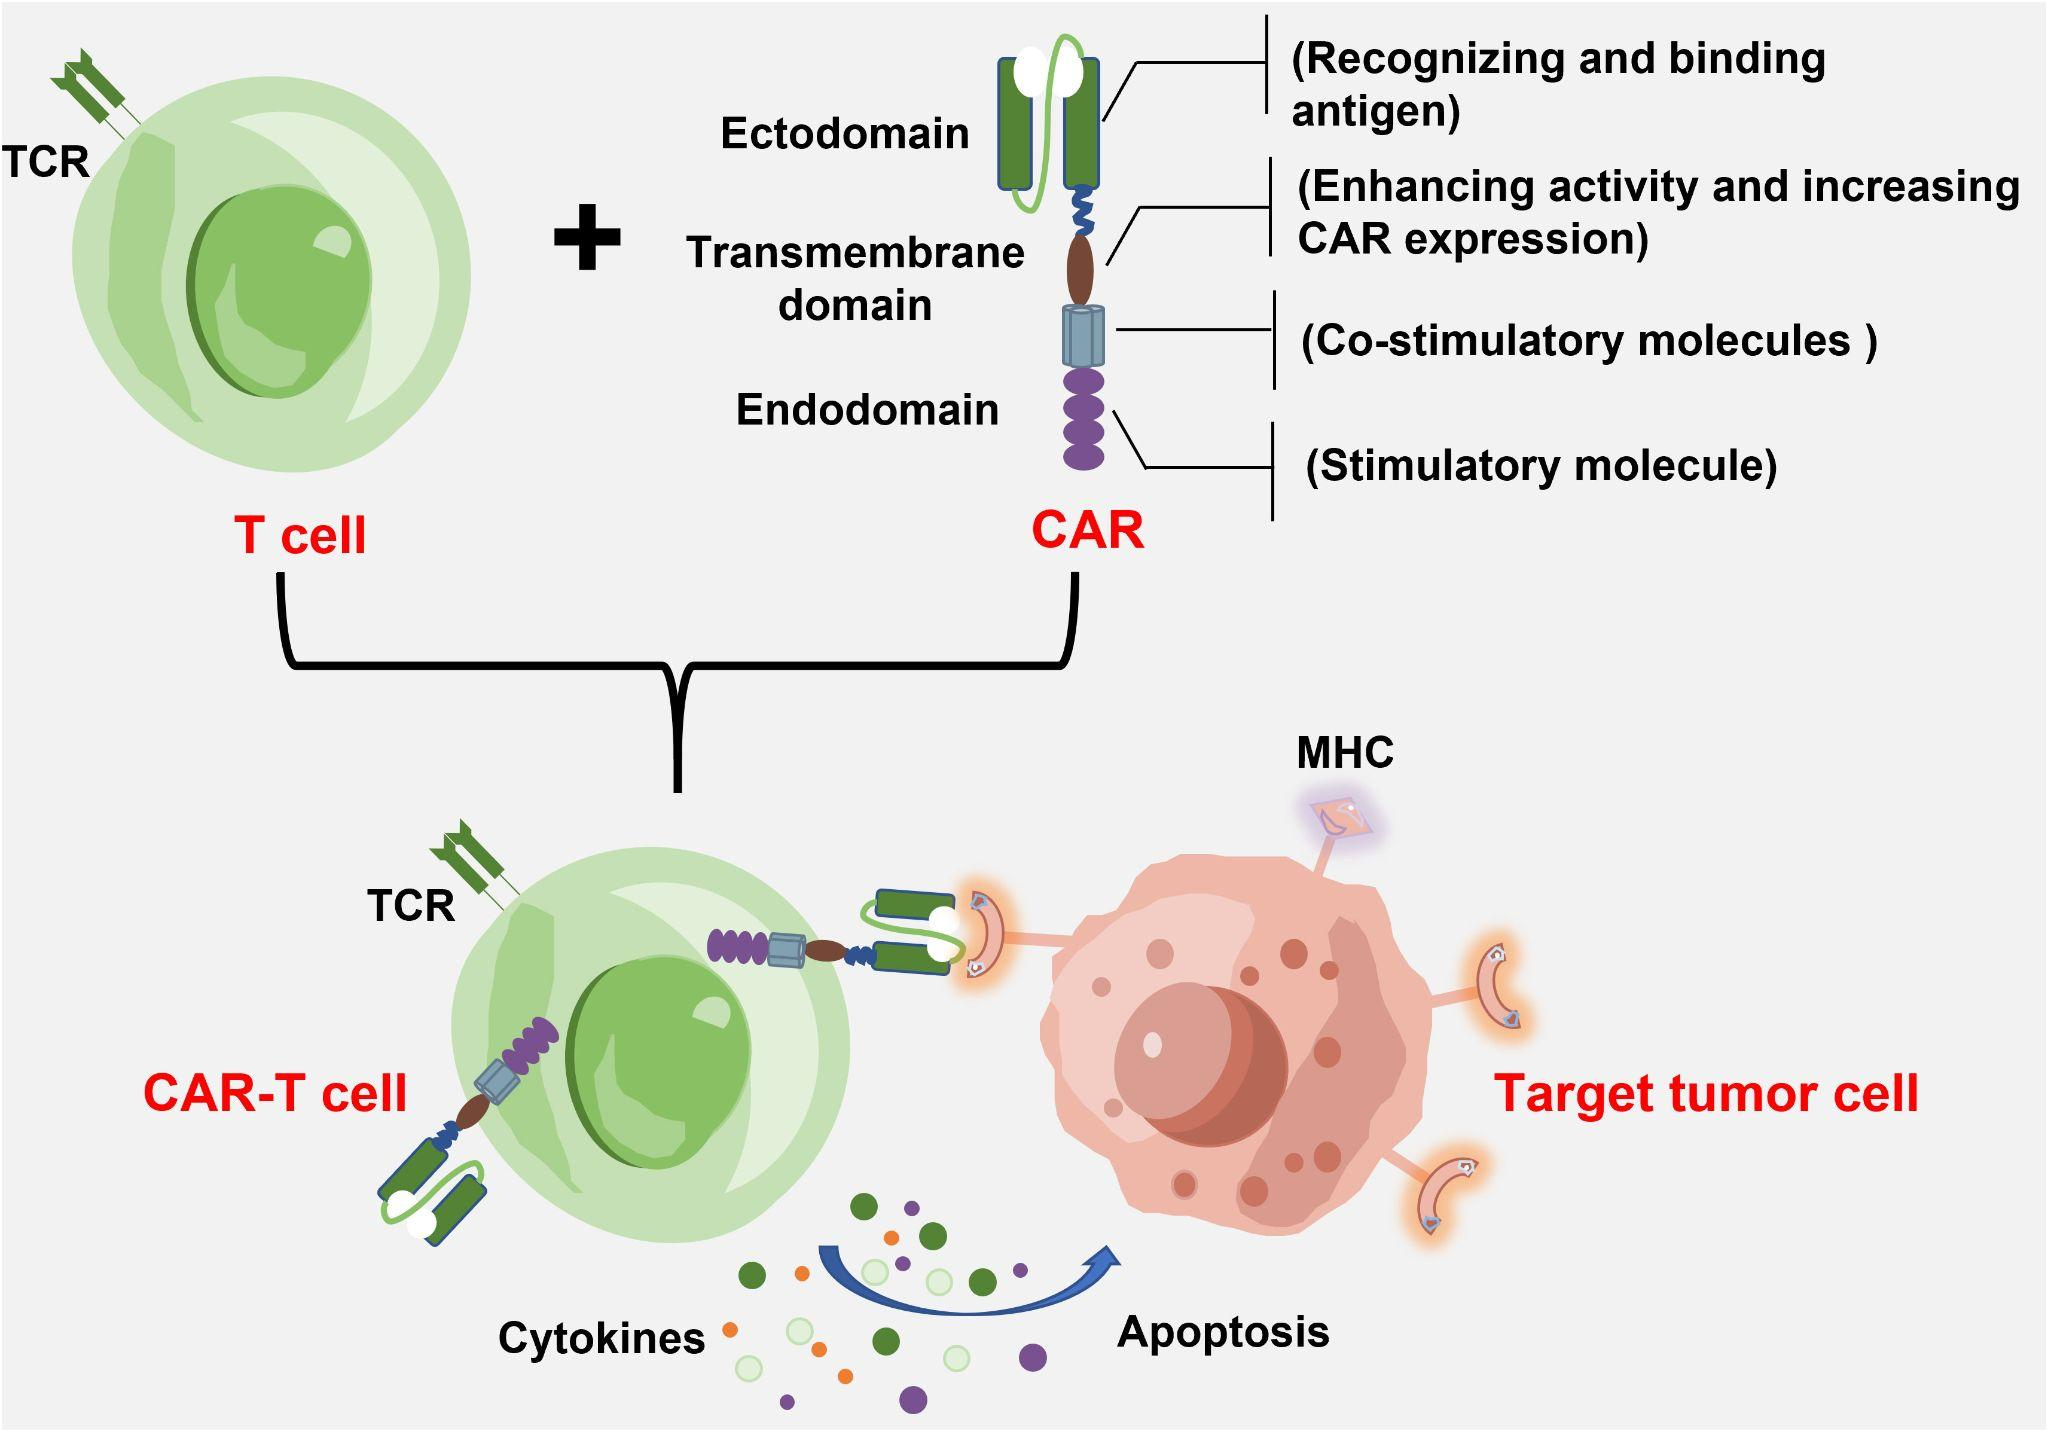 TCR
Ectodomain
Transmembrane
domain
Endodomain
(Recognizing and binding
antigen)
(Enhancing activity and increasing
CAR expression)
(Co-stimulatory molecules )
(Stimulatory molecule)
T cell
CAR
MHC
TCR
CAR-T cell
Target tumor cell
Cytokines
Apoptosis